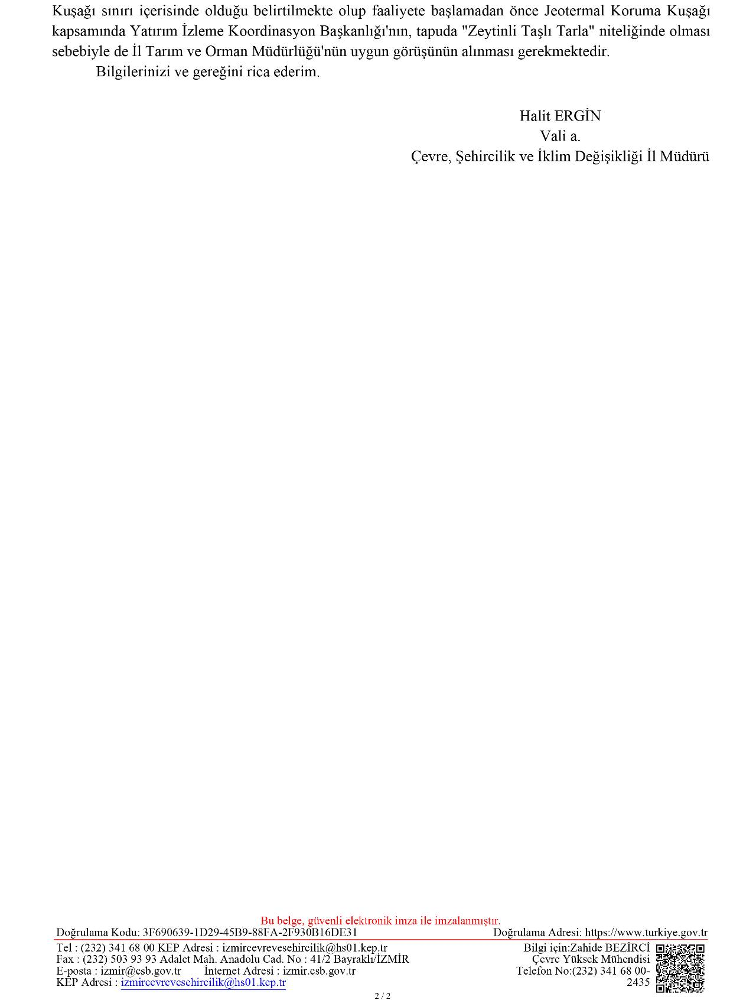 Kuşağı sınırı içerisinde olduğu belirtilmekte olup faaliyete başlamadan önce Jeotermal Koruma Kuşağı
kapsamında Yatırım İzleme Koordinasyon Başkanlığı'nın, tapuda "Zeytinli Taşlı Tarla" niteliğinde olması
sebebiyle de İl Tarım ve Orman Müdürlüğü'nün uygun görüşünün alınması gerekmektedir.
Bilgilerinizi ve gereğini rica ederim.
Halit ERGİN
Vali a.
Çevre, Şehircilik ve İklim Değişikliği İl Müdürü
Bu belge, güvenli elektronik imza ile imzalanmıştır.
Doğrulama Kodu: 3F690639-1D29-45B9-88FA-2F930B16DE31 Doğrulama Adresi: https://www.turkiye.gov.tr
Tel : (232) 341 68 00 KEP Adresi : izmircevrevesehircilik@hs01.kep.tr
Fax : (232) 503 93 93 Adalet Mah. Anadolu Cad. No : 41/2 Bayraklı/İZMİR
E-posta : izmir@csb.gov.tr İnternet Adresi : izmir.csb.gov.tr
KEP Adresi : izmircevrevesehircilik@hs01.kep.tr
Bilgi için:Zahide BEZİRCİ
Çevre Yüksek Mühendisi
Telefon No:(232) 341 68 00-
2435
2 / 2